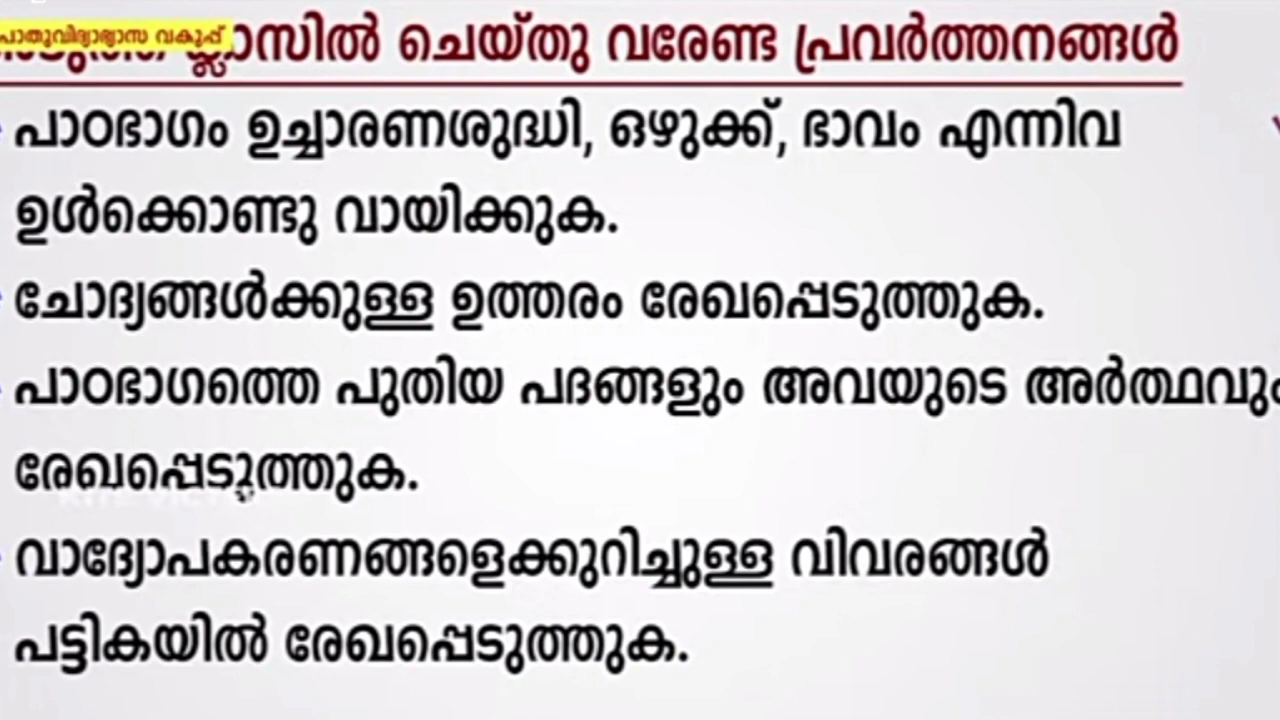 പൊതുവിദ്യാഭ്യാസ വകുപ്പ്
ക്ലാസിൽ ചെയ്തു വരേണ്ട പ്രവർത്തനങ്ങൾ
പാഠഭാഗം ഉച്ചാരണശുദ്ധി, ഒഴുക്ക്, ഭാവം എന്നിവ
ഉൾക്കൊണ്ടു വായിക്കുക.
ചോദ്യങ്ങൾക്കുള്ള ഉത്തരം രേഖപ്പെടുത്തുക.
പാഠഭാഗത്തെ പുതിയ പദങ്ങളും അവയുടെ അർത്ഥവും
രേഖപ്പെടുത്തുക.
വാദ്യോപകരണങ്ങളെക്കുറിച്ചുള്ള വിവരങ്ങൾ
പട്ടികയിൽ രേഖപ്പെടുത്തുക.